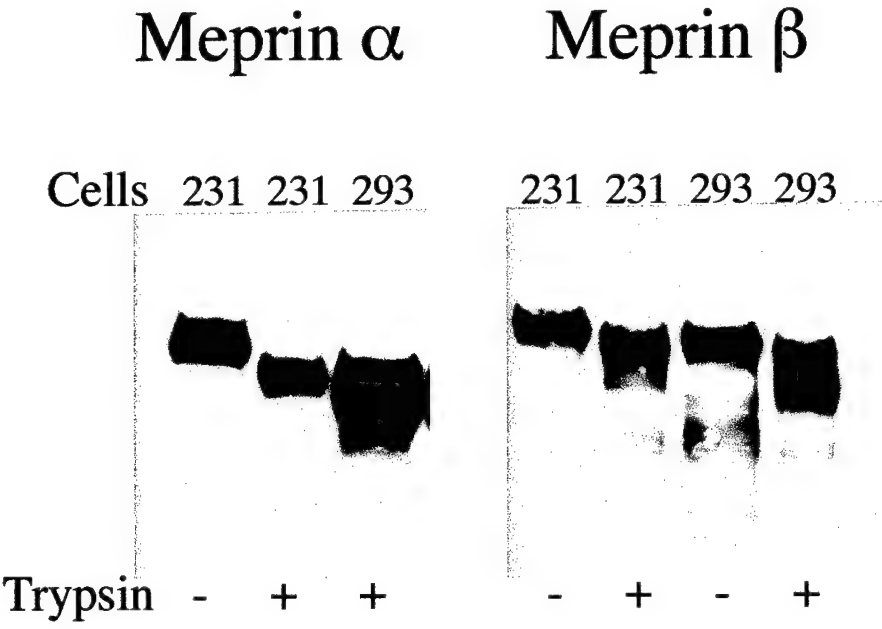 Meprin α Meprin β
Cells 231 231 293 231 231 293 293
Trypsin - + + - + - +